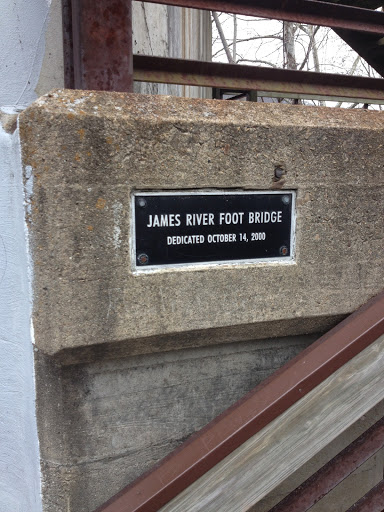 JAMES RIVER FOOT BRIDGE
DEDICATED OCTOBER 14, 2000